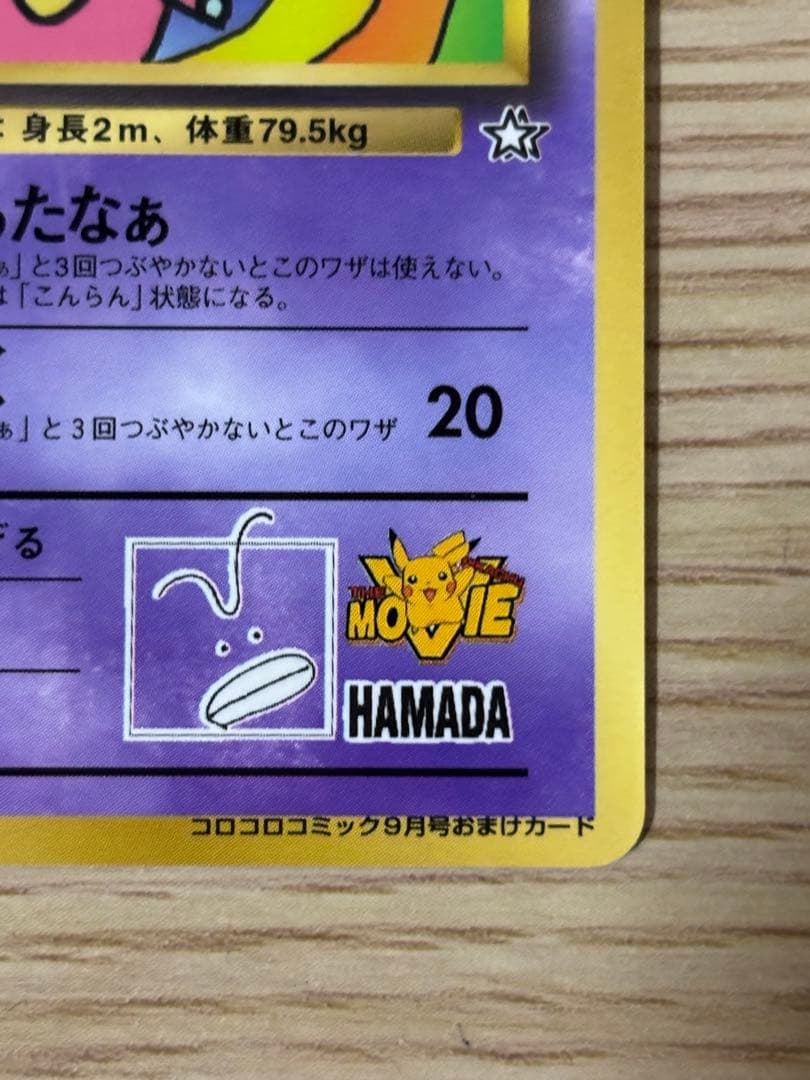 : 身長2m、体重79.5kg
ったなぁ
ぁ」と3回つぶやかないとこのワザは使えない。
は「こんらん」状態になる。
ぁ」と3回つぶやかないとこのワザ 20
げる
MOVIE
HAMADA
コロコロコミック9月号おまけカード